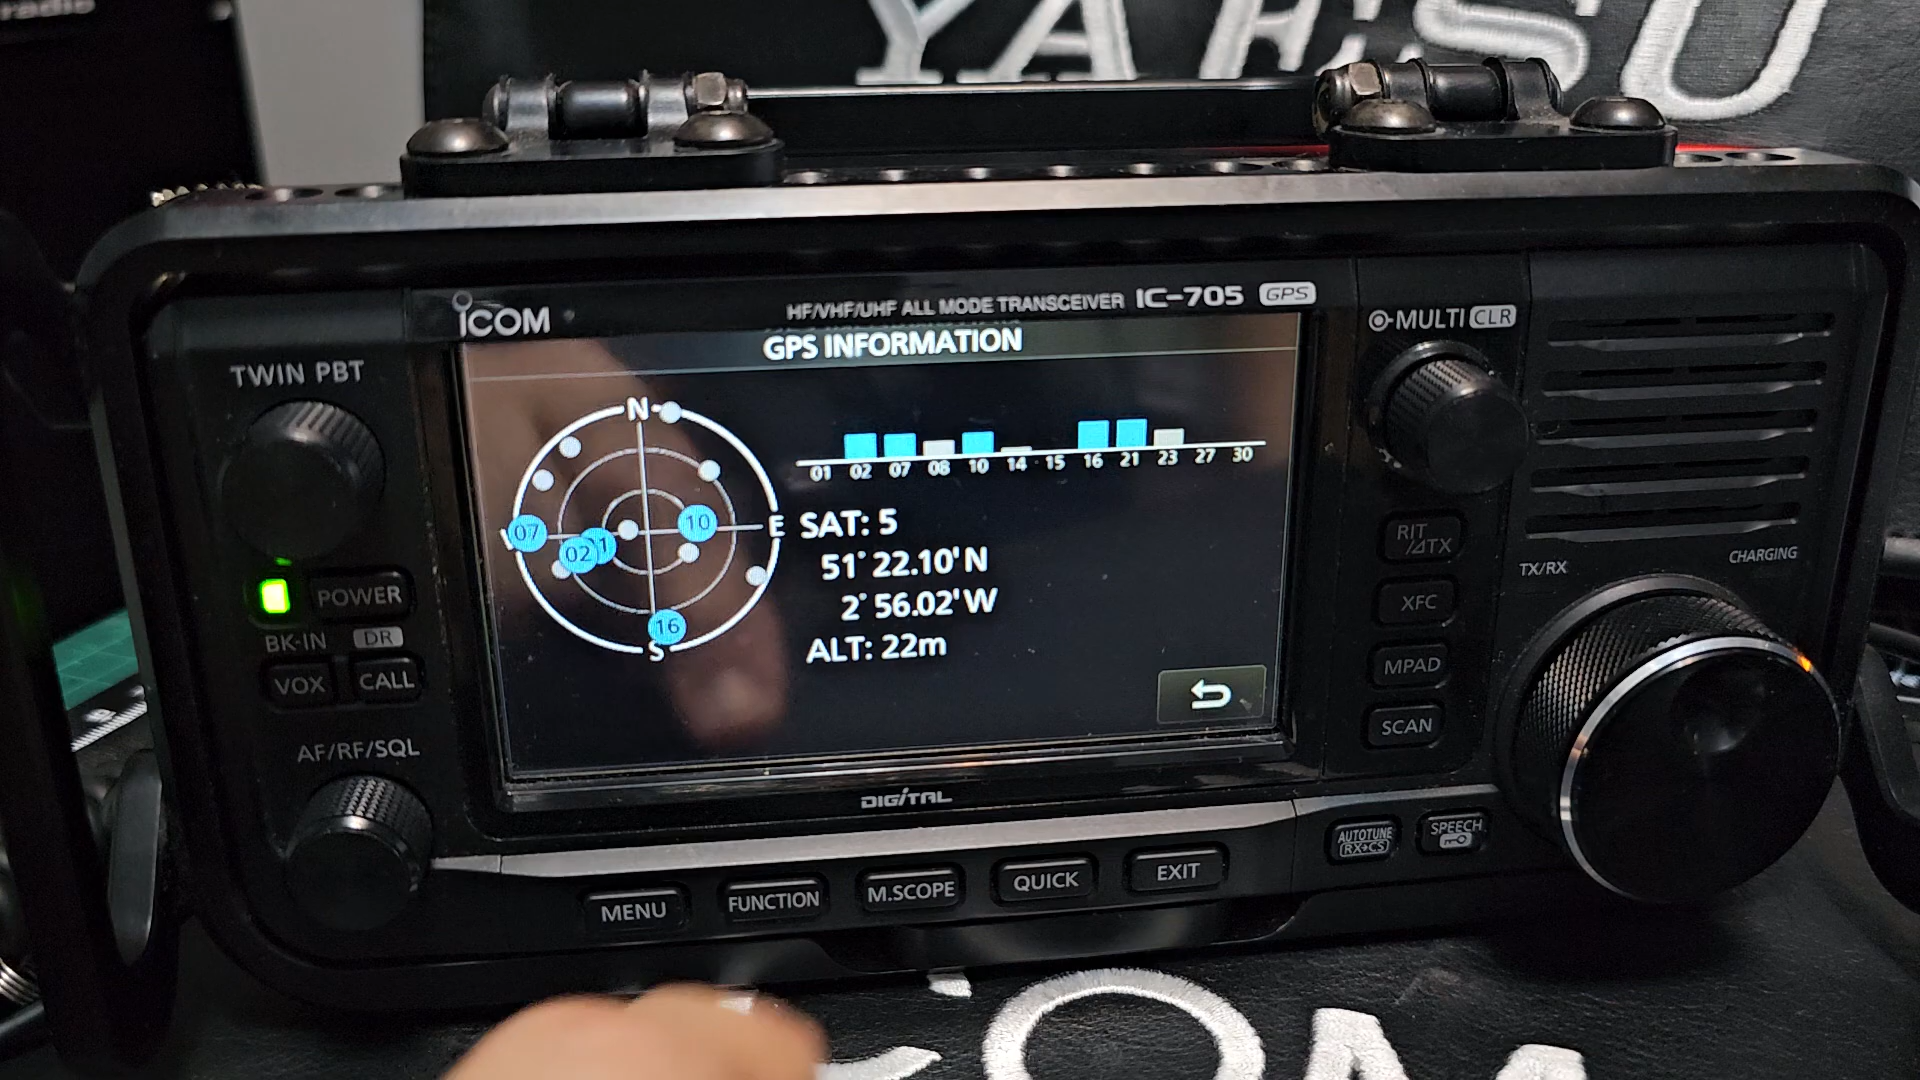 radio
YAESU
ICOM
HF/VHF/UHF ALL MODE TRANSCEIVER IC-705 GPS
MULTI CLR
TWIN PBT
GPS INFORMATION
N
E
S
07
02
10
16
01 02 07 08 10 14 15 16 21 23 27 30
SAT: 5
51°22.10'N
2°56.02'W
ALT: 22m
POWER
BK-IN DR
VOX CALL
AF/RF/SQL
RIT
/⊿TX
XFC
MPAD
SCAN
TX/RX
CHARGING
DIGITAL
MENU FUNCTION M.SCOPE QUICK EXIT
AUTOTUNE
RX→CS
SPEECH